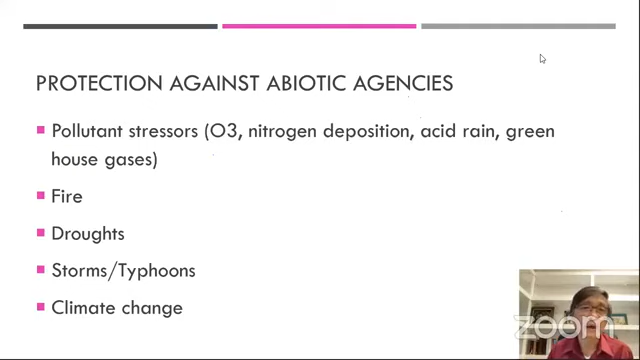 PROTECTION AGAINST ABIOTIC AGENCIES
Pollutant stressors (O3, nitrogen deposition, acid rain, green
house gases)
Fire
Droughts
Storms/Typhoons
Climate change
zoom